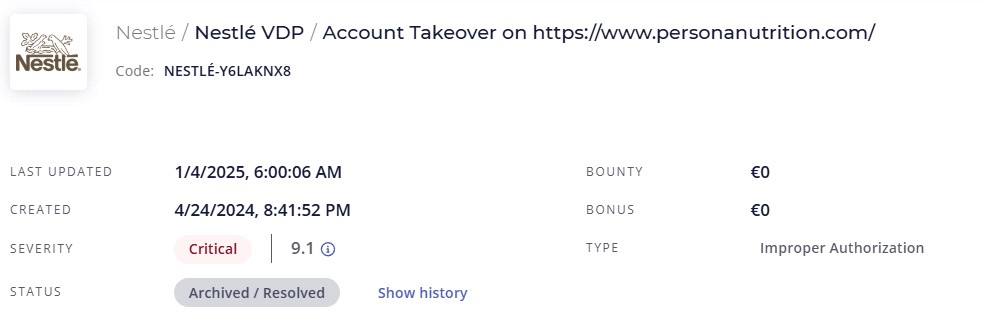 Nestlé
Nestlé / Nestlé VDP / Account Takeover on https://www.personanutrition.com/
Code: NESTLÉ-Y6LAKNX8
LAST UPDATED 1/4/2025, 6:00:06 AM BOUNTY €0
CREATED 4/24/2024, 8:41:52 PM BONUS €0
SEVERITY Critical 9.1 TYPE Improper Authorization
STATUS Archived / Resolved Show history